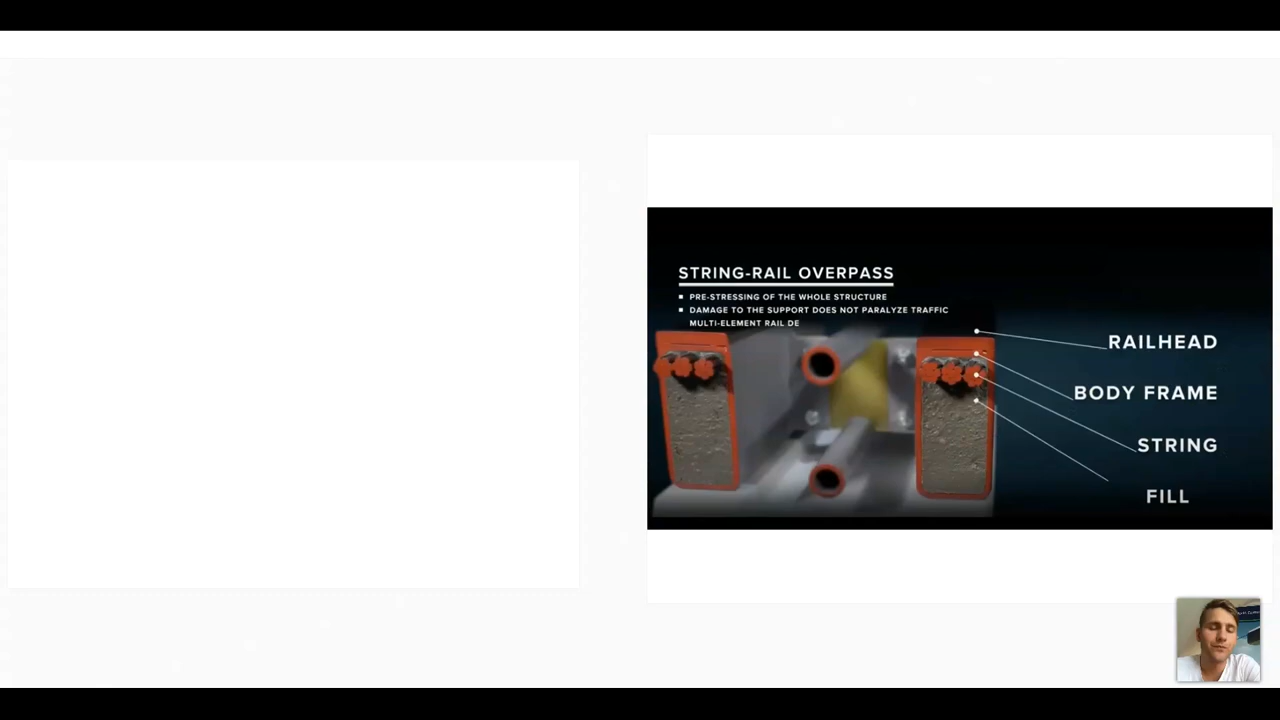 STRING-RAIL OVERPASS
PRE-STRESSING OF THE WHOLE STRUCTURE
DAMAGE TO THE SUPPORT DOES NOT PARALYZE TRAFFIC
MULTI-ELEMENT RAIL DE
RAILHEAD
BODY FRAME
STRING
FILL